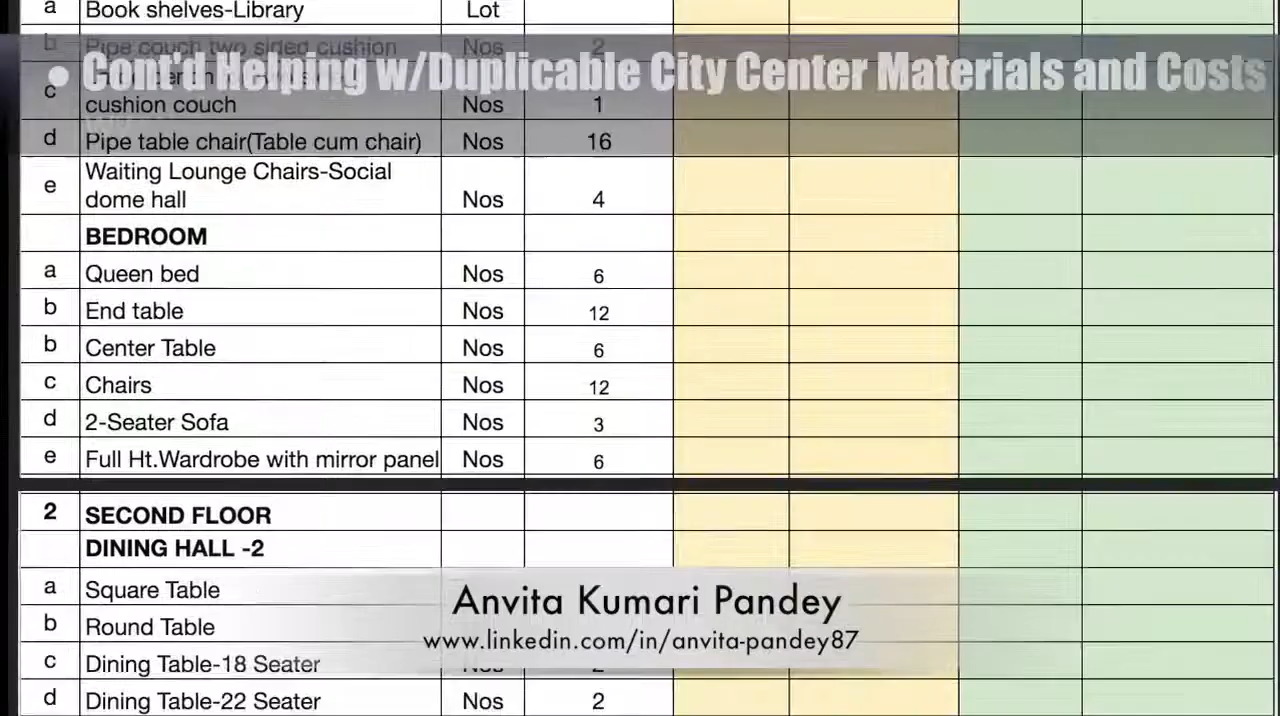 a Book shelves-Library Lot
b Pipe couch two sided cushion Nos 2
• Cont'd Helping w/Duplicable City Center Materials and Costs
c cushion couch Nos 1
d Pipe table chair(Table cum chair) Nos 16
Waiting Lounge Chairs-Social
e dome hall Nos 4
BEDROOM
a Queen bed Nos 6
b End table Nos 12
b Center Table Nos 6
c Chairs Nos 12
d 2-Seater Sofa Nos 3
e Full Ht.Wardrobe with mirror panel Nos 6
2 SECOND FLOOR
DINING HALL -2
a Square Table
Anvita Kumari Pandey
b Round Table
www.linkedin.com/in/anvita-pandey87
c Dining Table-18 Seater Nos 2
d Dining Table-22 Seater Nos 2